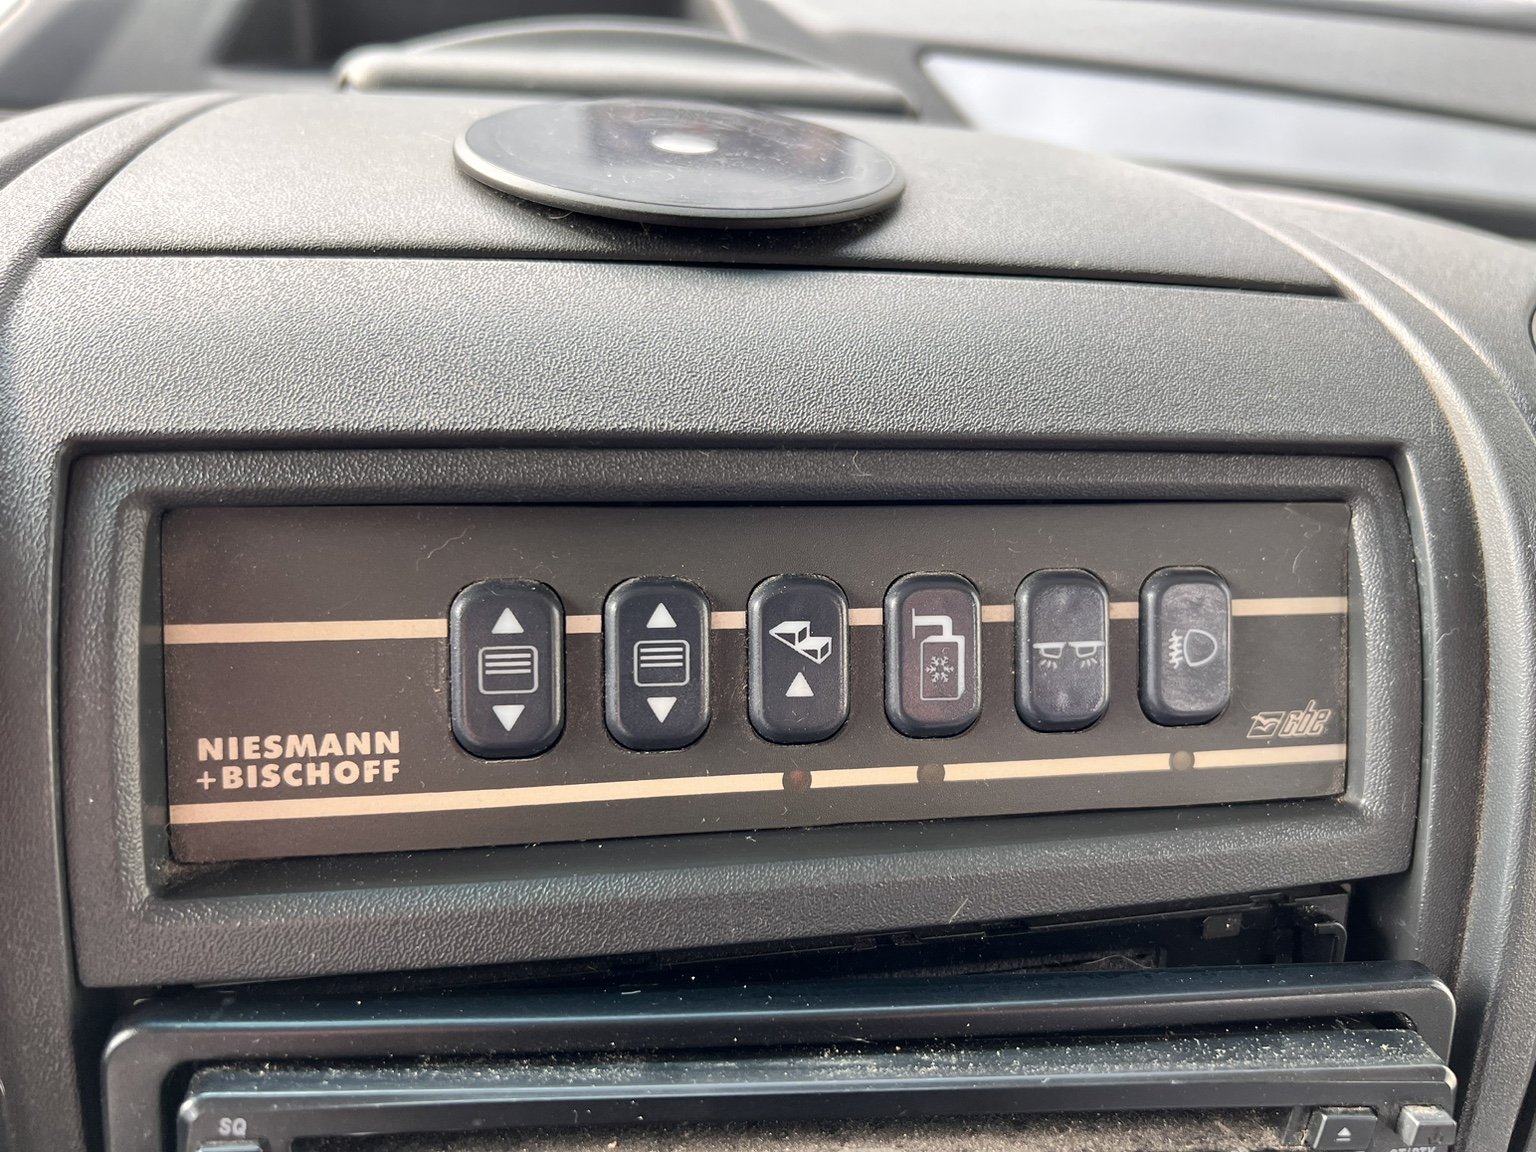 NIESMANN
+BISCHOFF
cbe
SQ